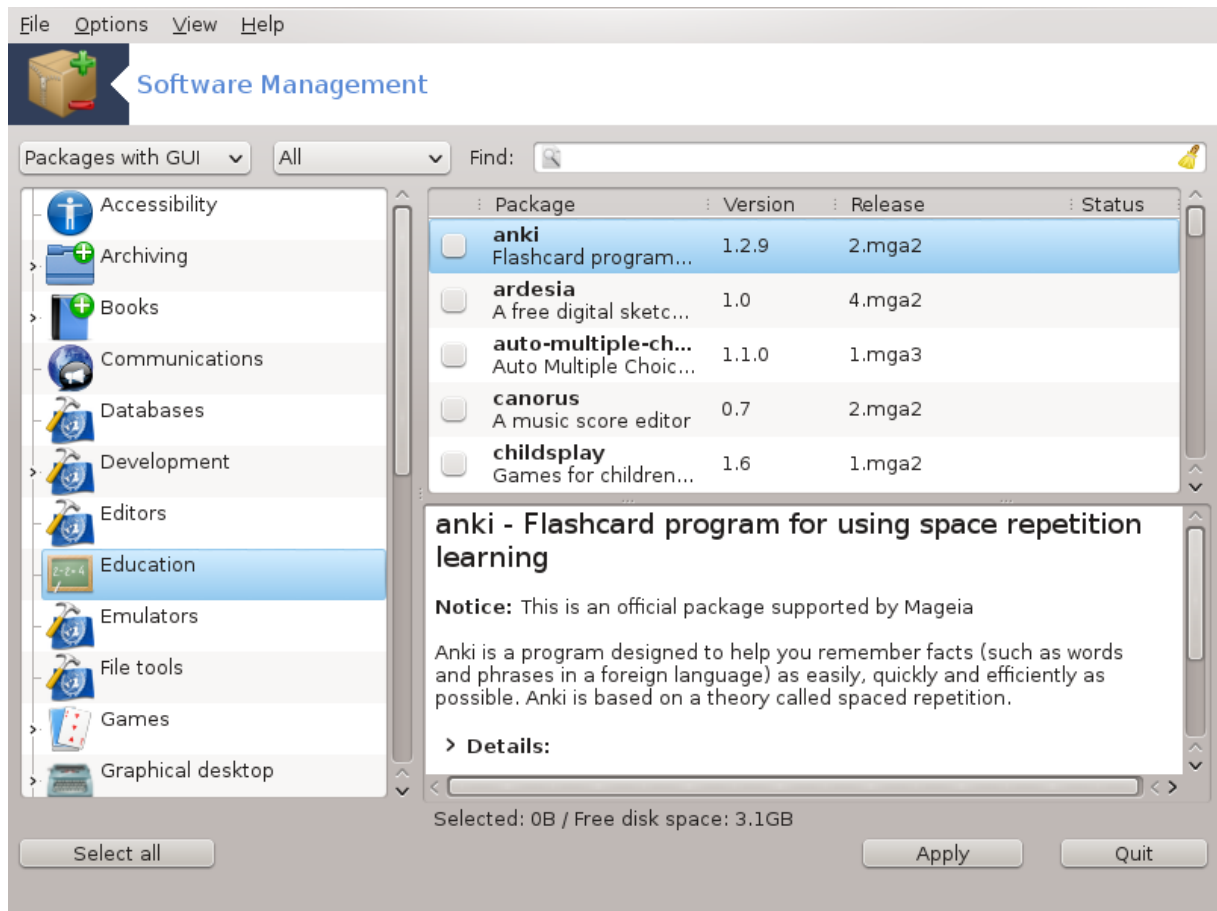 File Options View Help
Software Management
Packages with GUI All Find:
Accessibility
Archiving
Books
Communications
Databases
Development
Editors
Education
Emulators
File tools
Games
Graphical desktop
Package Version Release Status
anki
Flashcard program... 1.2.9 2.mga2
ardesia
A free digital sketc... 1.0 4.mga2
auto-multiple-ch...
Auto Multiple Choic... 1.1.0 1.mga3
canorus
A music score editor 0.7 2.mga2
childsplay
Games for children... 1.6 1.mga2
anki - Flashcard program for using space repetition
learning
Notice: This is an official package supported by Mageia
Anki is a program designed to help you remember facts (such as words
and phrases in a foreign language) as easily, quickly and efficiently as
possible. Anki is based on a theory called spaced repetition.
Details:
Selected: 0B / Free disk space: 3.1GB
Select all Apply Quit